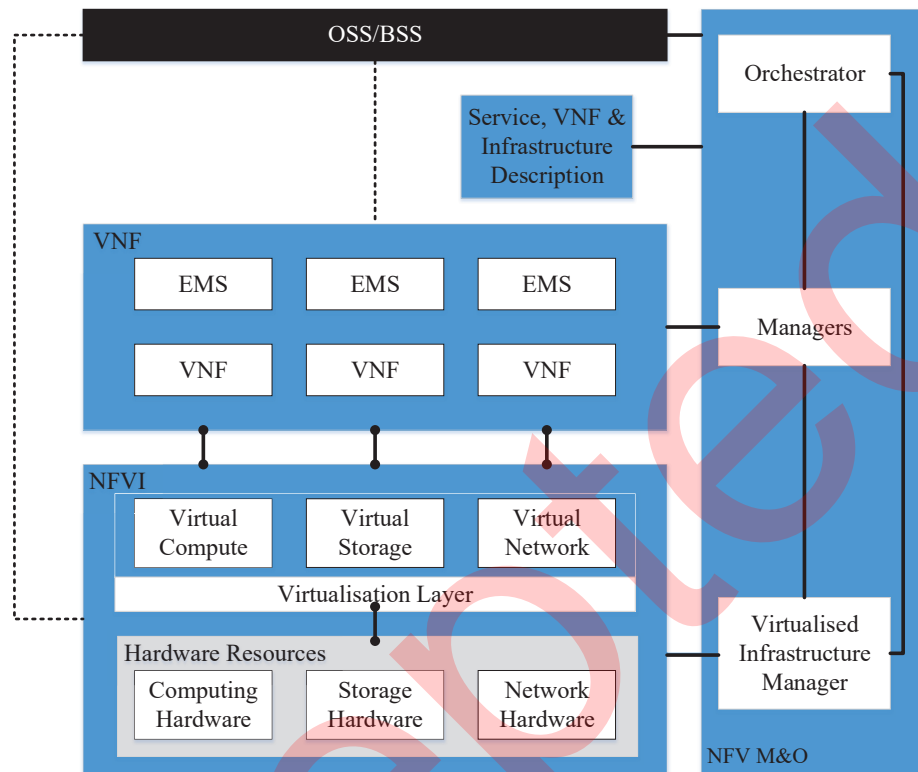 OSS/BSS
Orchestrator
Service, VNF &
Infrastructure
Description
VNF
EMS
EMS
EMS
Managers
VNF
VNF
VNF
NFVI
Virtual
Compute
Virtual
Storage
Virtual
Network
Virtualisation Layer
Virtualised
Infrastructure
Manager
Hardware Resources
Computing
Hardware
Storage
Hardware
Network
Hardware
NFV M&O
pted